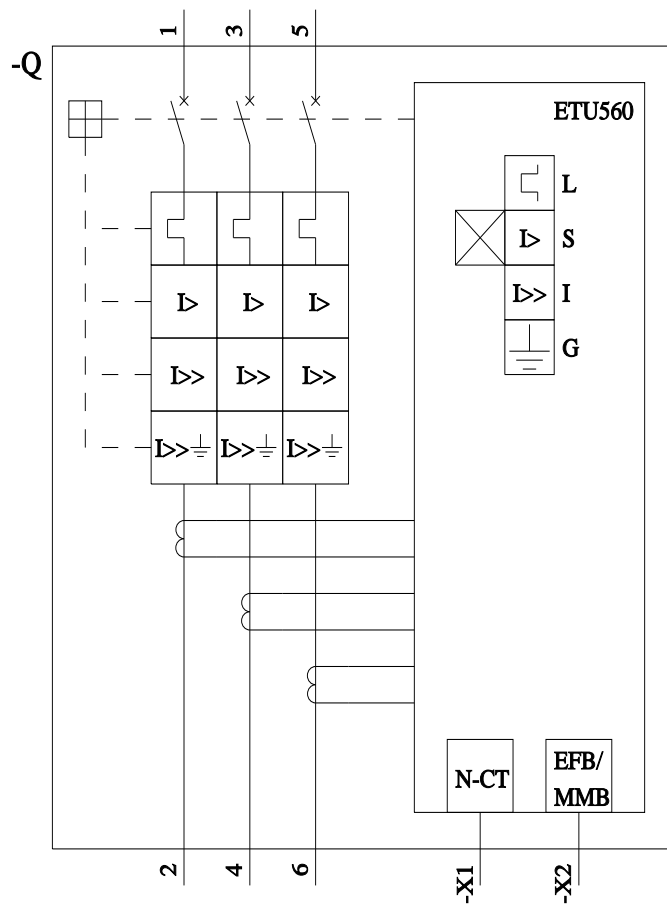 1 3 5
-Q
ETU560
L
I> S
I> I> I> I>> I
G
I>> I>> I>>
I>> I>> I>>
N-CT EFB/
MMB
2 4 6 -X1 -X2